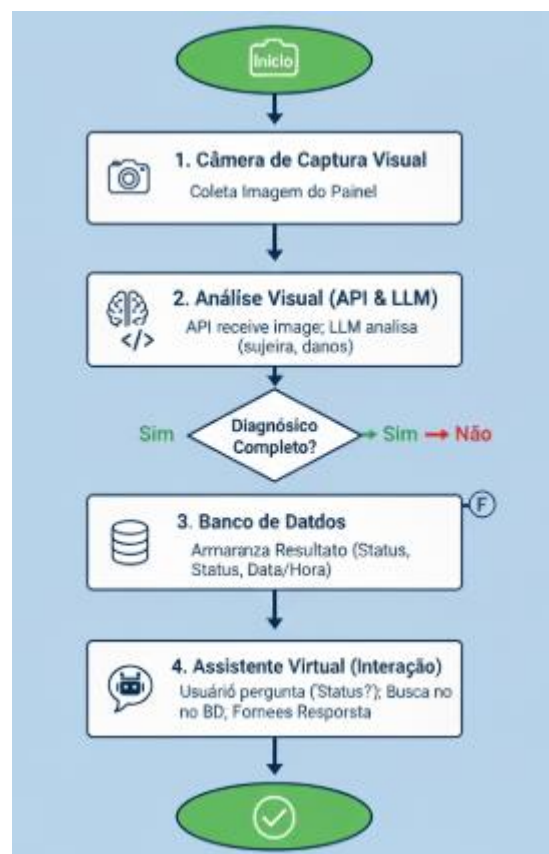 Início
1. Câmera de Captura Visual
Coleta Imagem do Painel
2. Análise Visual (API & LLM)
API receive image; LLM analisa
(sujeira, danos)
</>
Sim
Diagnósico
Completo?
Sim
Não
F
3. Banco de Datdos
Armaranza Resultato (Status,
Status, Data/Hora)
4. Assistente Virtual (Interação)
Usuárió pergunta ('Status?'); Busca no
no BD; Fornees Resporsta